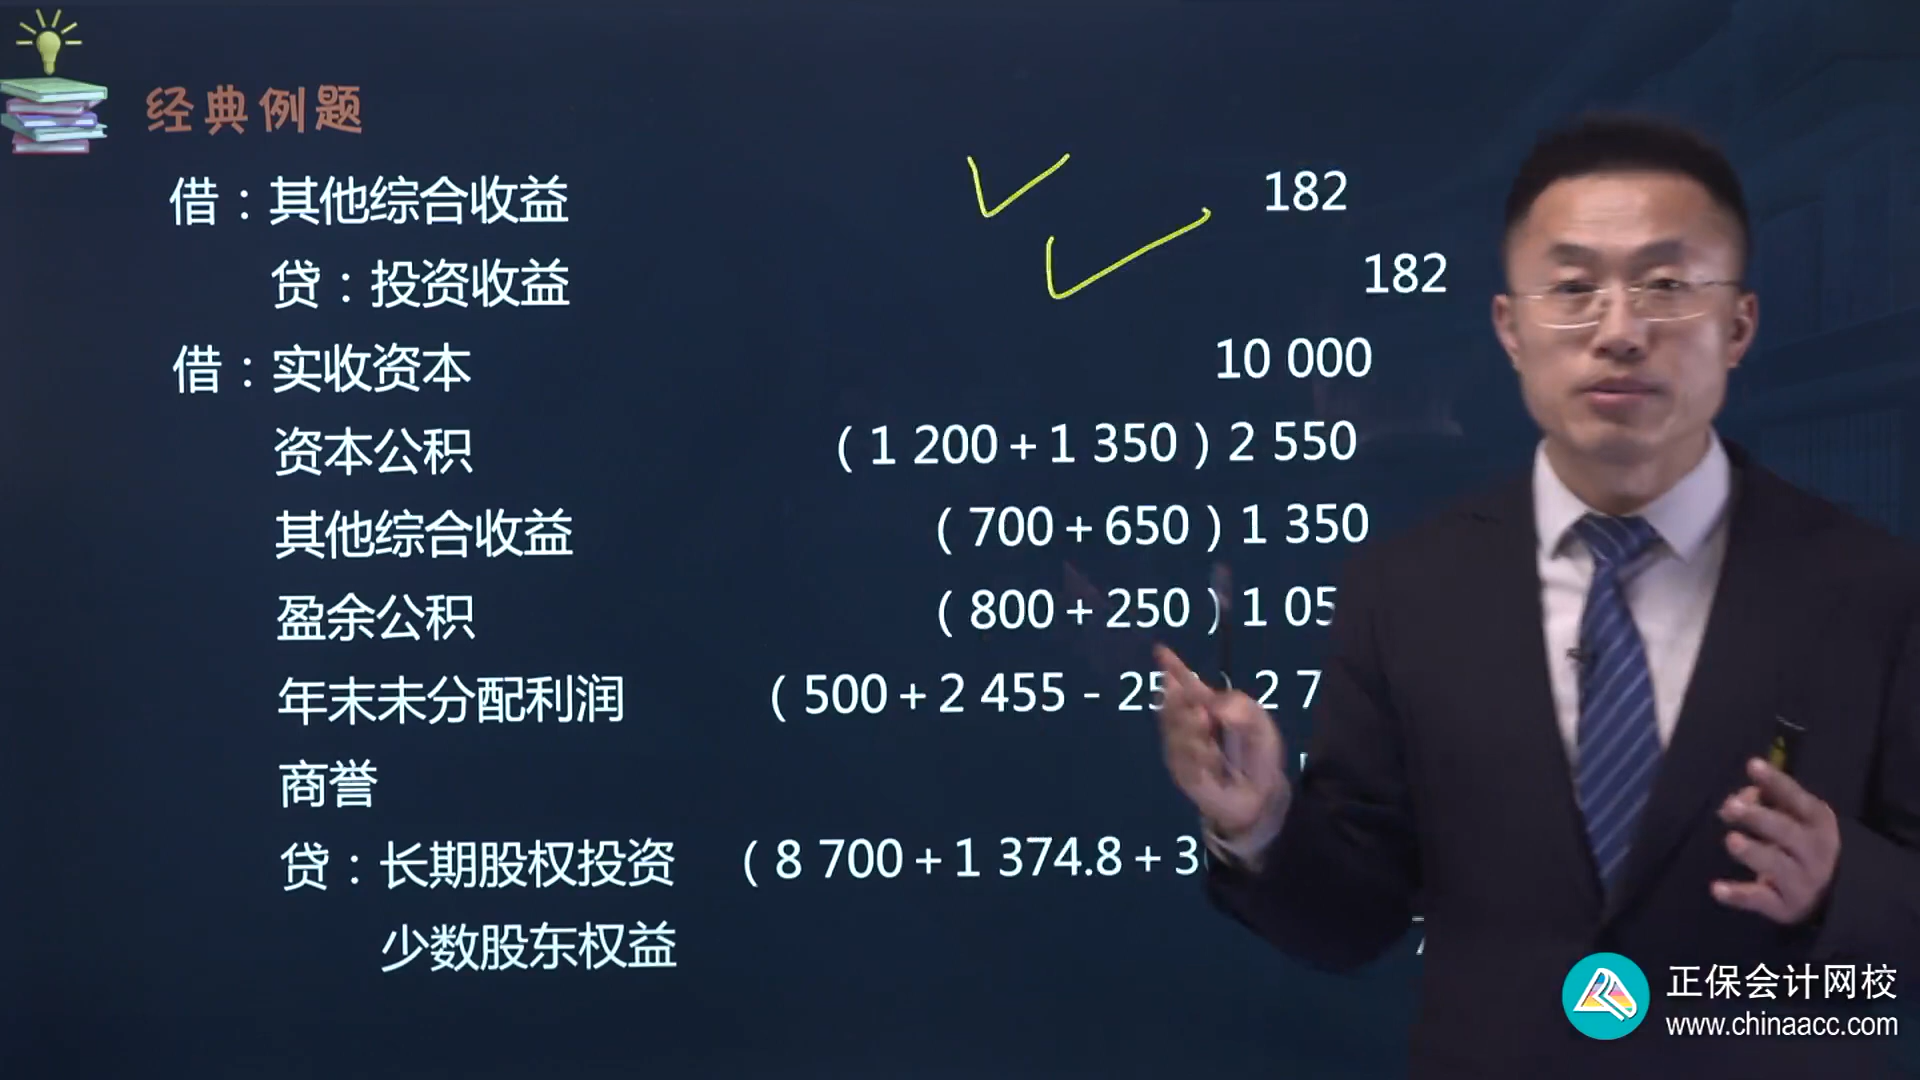 经典例题
借：其他综合收益 182
贷：投资收益 182
借：实收资本 10 000
资本公积 （1 200＋1 350）2 550
其他综合收益 （700＋650）1 350
盈余公积 （800＋250）1 05
年末未分配利润 （500＋2 455－25 ）2 7
商誉
贷：长期股权投资 （8 700＋1 374.8＋3
少数股东权益 7
正保会计网校
www.chinaacc.com